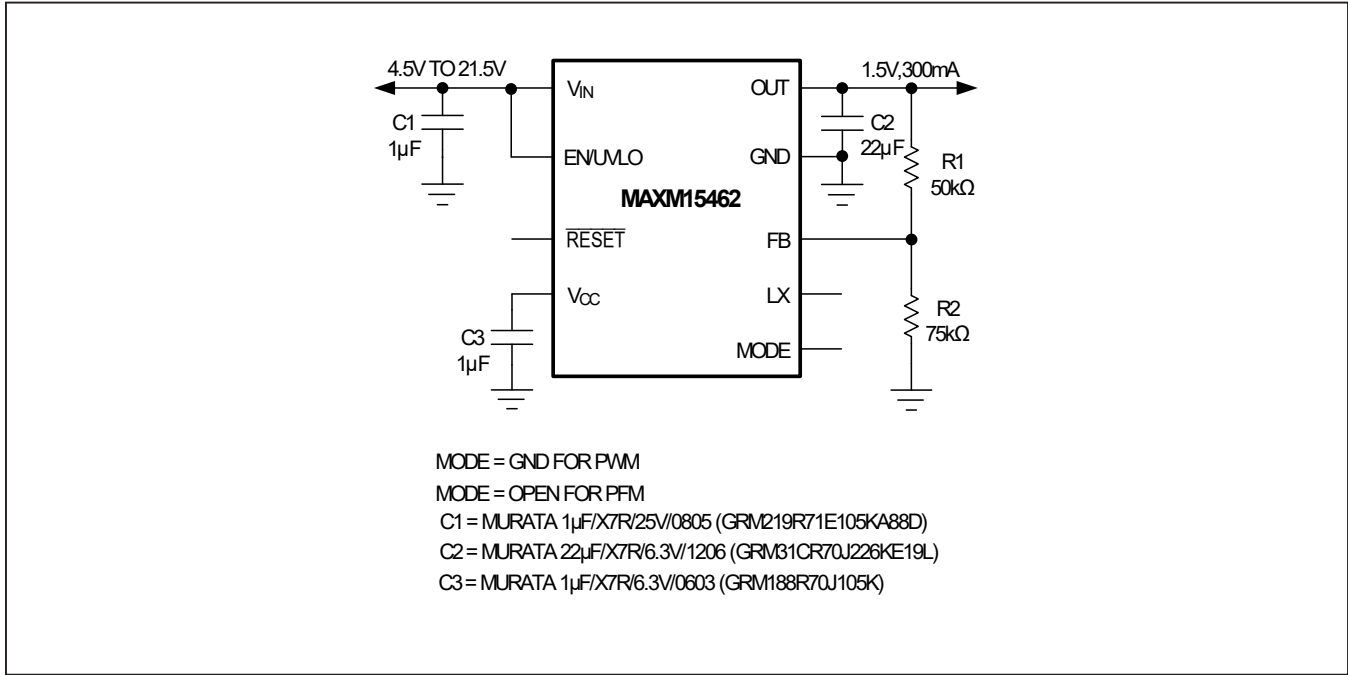 4.5V TO 21.5V
1.5V,300mA
VIN
OUT
C1
1µF
C2
22µF
EN/UVLO
GND
R1
50kΩ
MAXM15462
RESET
FB
VCC
LX
R2
75kΩ
C3
1µF
MODE
MODE = GND FOR PWM
MODE = OPEN FOR PFM
C1 = MURATA 1µF/X7R/25V/0805 (GRM219R71E105KA88D)
C2 = MURATA 22µF/X7R/6.3V/1206 (GRM31CR70J226KE19L)
C3 = MURATA 1µF/X7R/6.3V/0603 (GRM188R70J105K)